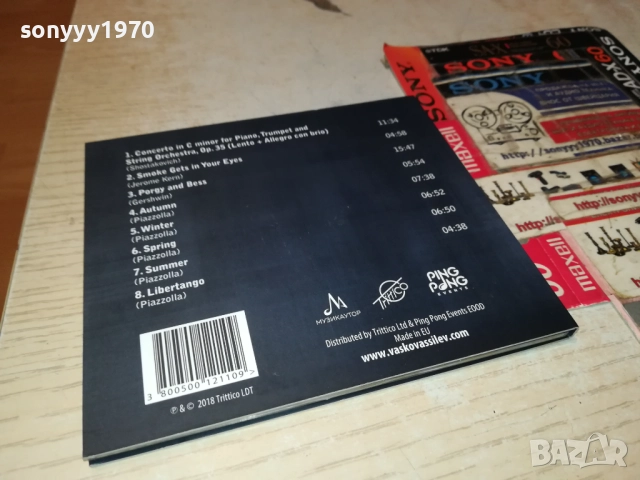 sonyyy1970
1. Concerto in C minor for Piano, Trumpet and
String Orchestra, Op. 35 (Lento + Allegro con brio) 11:34
(Shostakovich)
2. Smoke Gets in Your Eyes 04:58
(Jerome Kern)
3. Porgy and Bess 15:47
(Gershwin)
4. Autumn 05:54
(Piazzolla)
5. Winter 07:38
(Piazzolla)
6. Spring 06:52
(Piazzolla)
7. Summer 06:50
(Piazzolla)
8. Libertango 04:38
(Piazzolla)
МУЗИКАУТОР
TRITTICO
PING PONG
EVENTS
Distributed by Trittico Ltd & Ping Pong Events EOOD
Made in EU
www.vaskovassilev.com
3 800500 121109>
℗ & © 2018 Trittico LDT
SONY
SONY
SONY
ADX60
maxell
maxell
BAZAR
bg